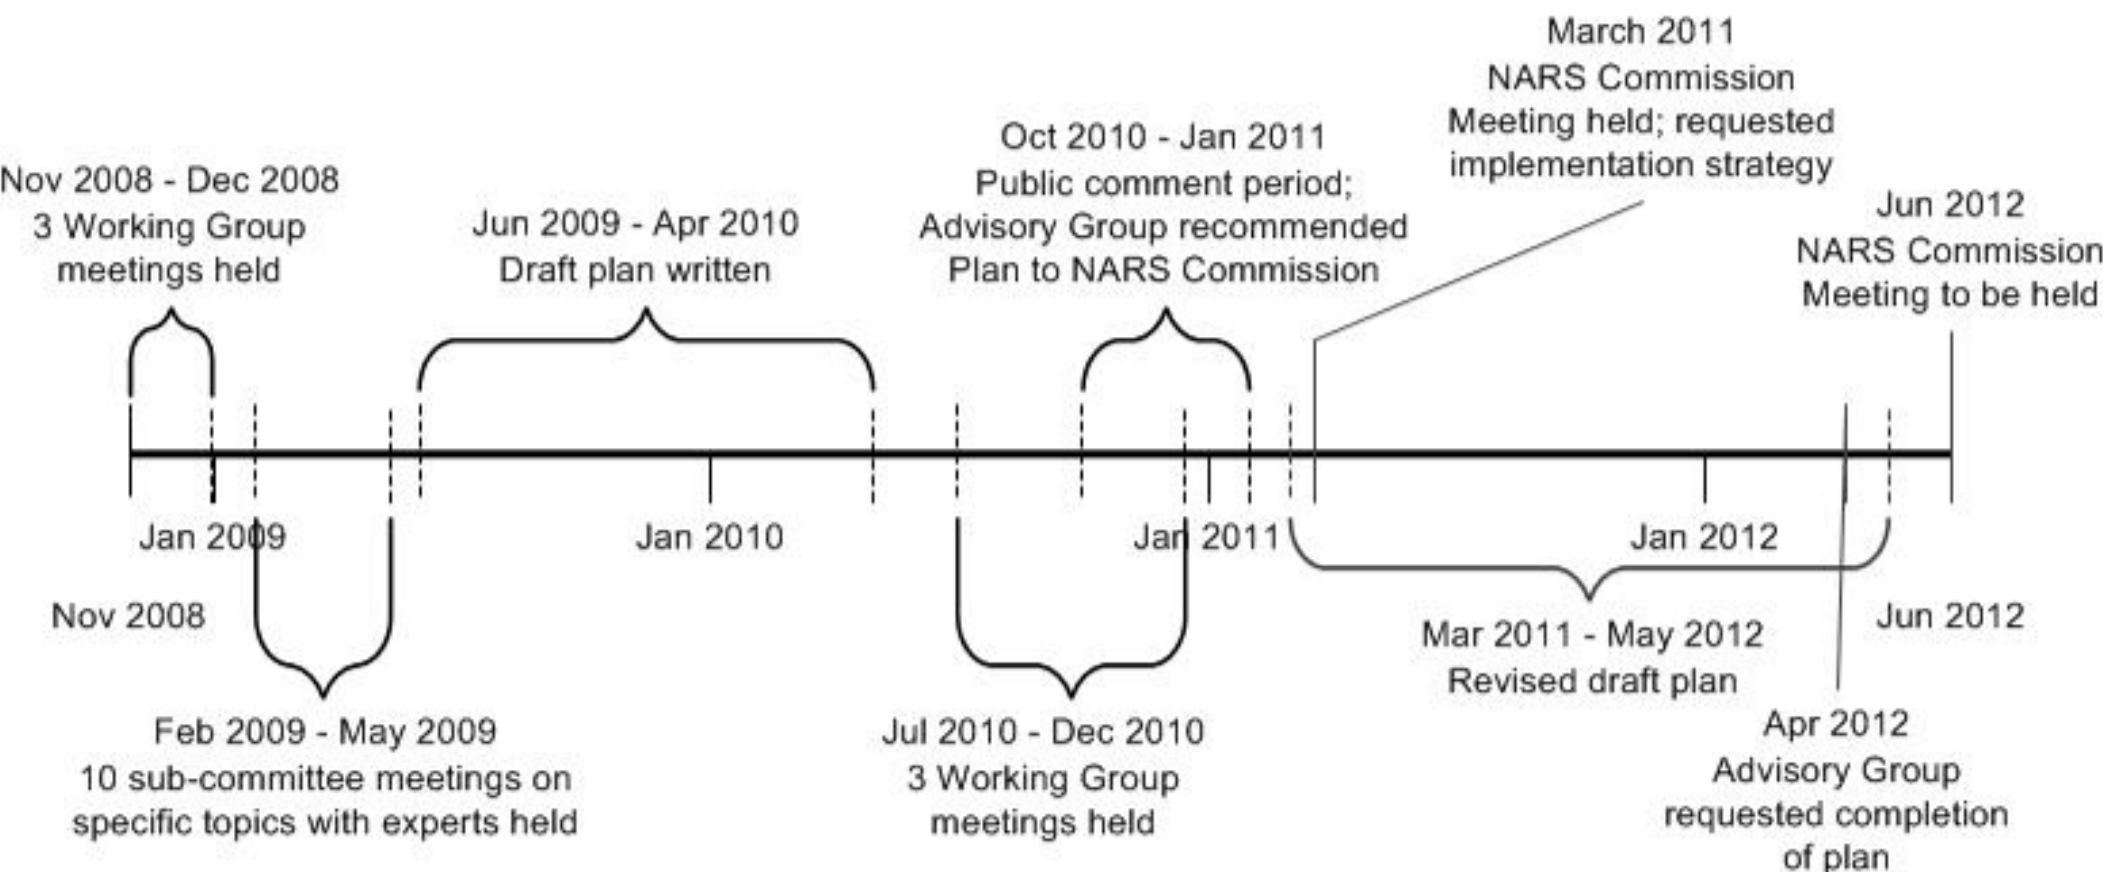 March 2011
NARS Commission
Meeting held; requested
implementation strategy
Oct 2010 - Jan 2011
Public comment period;
Advisory Group recommended
Plan to NARS Commission
Nov 2008 - Dec 2008
3 Working Group
meetings held
Jun 2009 - Apr 2010
Draft plan written
Jun 2012
NARS Commission
Meeting to be held
Jan 2009
Jan 2010
Jan 2011
Jan 2012
Nov 2008
Jun 2012
Mar 2011 - May 2012
Revised draft plan
Feb 2009 - May 2009
10 sub-committee meetings on
specific topics with experts held
Jul 2010 - Dec 2010
3 Working Group
meetings held
Apr 2012
Advisory Group
requested completion
of plan